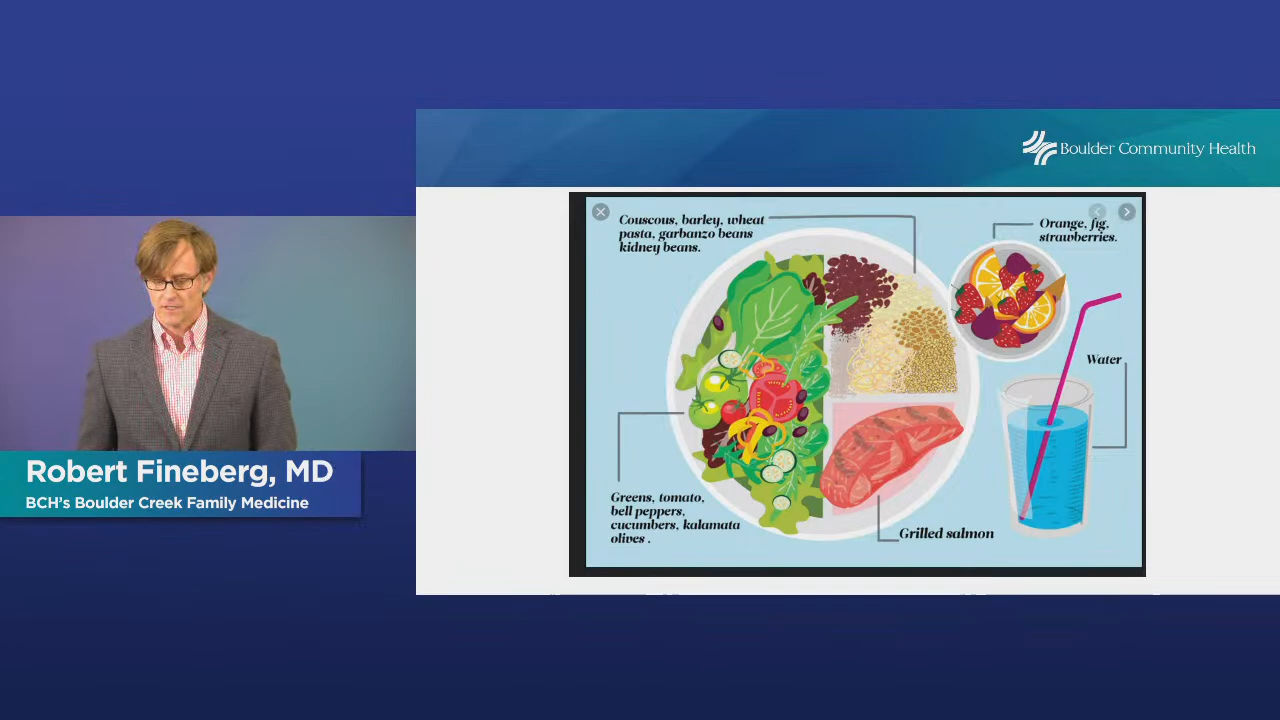 Boulder Community Health
Couscous, barley, wheat
pasta, garbanzo beans
kidney beans.
Orange, fig,
strawberries.
Water
Greens, tomato,
bell peppers,
cucumbers, kalamata
olives .
Grilled salmon
Robert Fineberg, MD
BCH's Boulder Creek Family Medicine